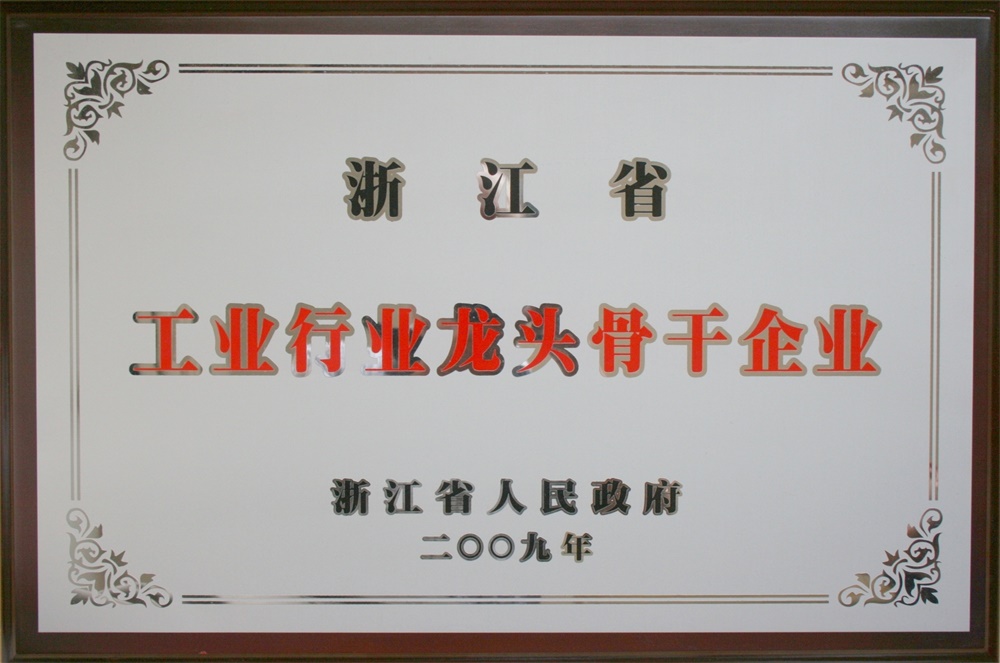 浙江省
工业行业龙头骨干企业
浙江省人民政府
二〇〇九年